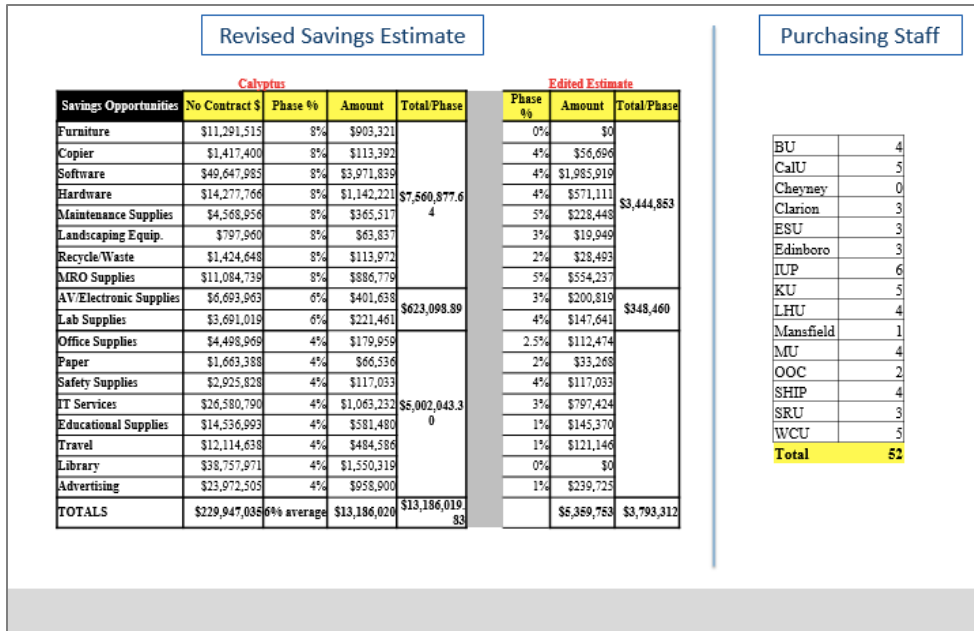 Revised Savings Estimate
Purchasing Staff
Calyptus
Edited Estimate
Savings Opportunities No Contract $ Phase % Amount Total/Phase Phase % Amount Total/Phase
Furniture $11,291,515 8% $903,321 0% $0
Copier $1,417,400 8% $113,392 4% $56,696
Software $49,647,985 8% $3,971,839 4% $1,985,919
Hardware $14,277,766 8% $1,142,221 $7,560,877.64 4% $571,111 $3,444,853
Maintenance Supplies $4,568,956 8% $365,517 5% $228,448
Landscaping Equip. $797,960 8% $63,837 3% $19,949
Recycle/Waste $1,424,648 8% $113,972 2% $28,493
MRO Supplies $11,084,739 8% $886,779 5% $554,237
AV/Electronic Supplies $6,693,963 6% $401,638 $623,098.89 3% $200,819 $348,460
Lab Supplies $3,691,019 6% $221,461 4% $147,641
Office Supplies $4,498,969 4% $179,959 2.5% $112,474
Paper $1,663,388 4% $66,536 2% $33,268
Safety Supplies $2,925,828 4% $117,033 4% $117,033
IT Services $26,580,790 4% $1,063,232 $5,002,043.30 3% $797,424
Educational Supplies $14,536,993 4% $581,480 1% $145,370
Travel $12,114,638 4% $484,586 1% $121,146
Library $38,757,971 4% $1,550,319 0% $0
Advertising $23,972,505 4% $958,900 1% $239,725
TOTALS $229,947,035 6% average $13,186,020 $13,186,019.83 $5,359,753 $3,793,312
BU 4
CalU 5
Cheyney 0
Clarion 3
ESU 3
Edinboro 3
IUP 6
KU 5
LHU 4
Mansfield 1
MU 4
OOC 2
SHIP 4
SRU 3
WCU 5
Total 52